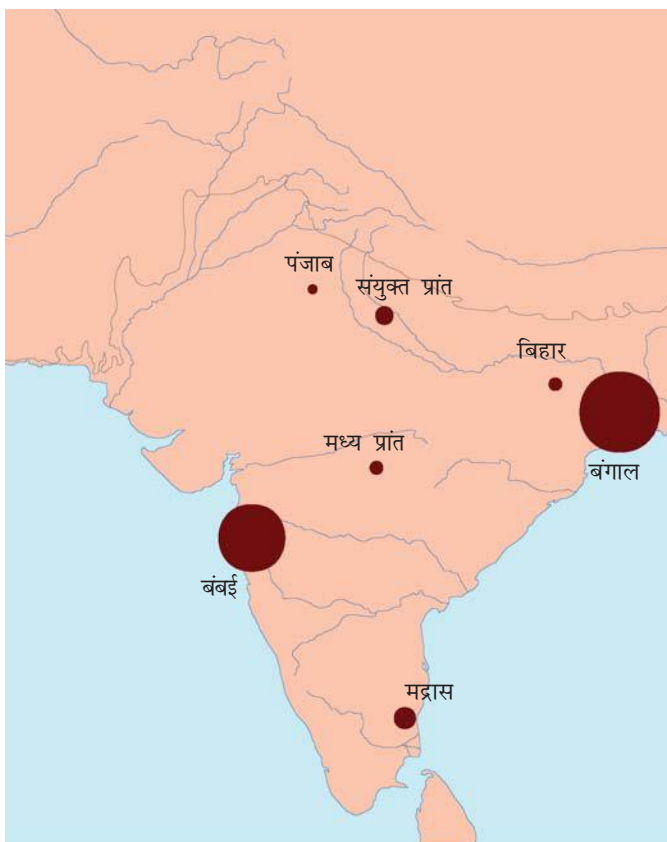 पंजाब
संयुक्त प्रांत
बिहार
मध्य प्रांत
बंगाल
बंबई
मद्रास